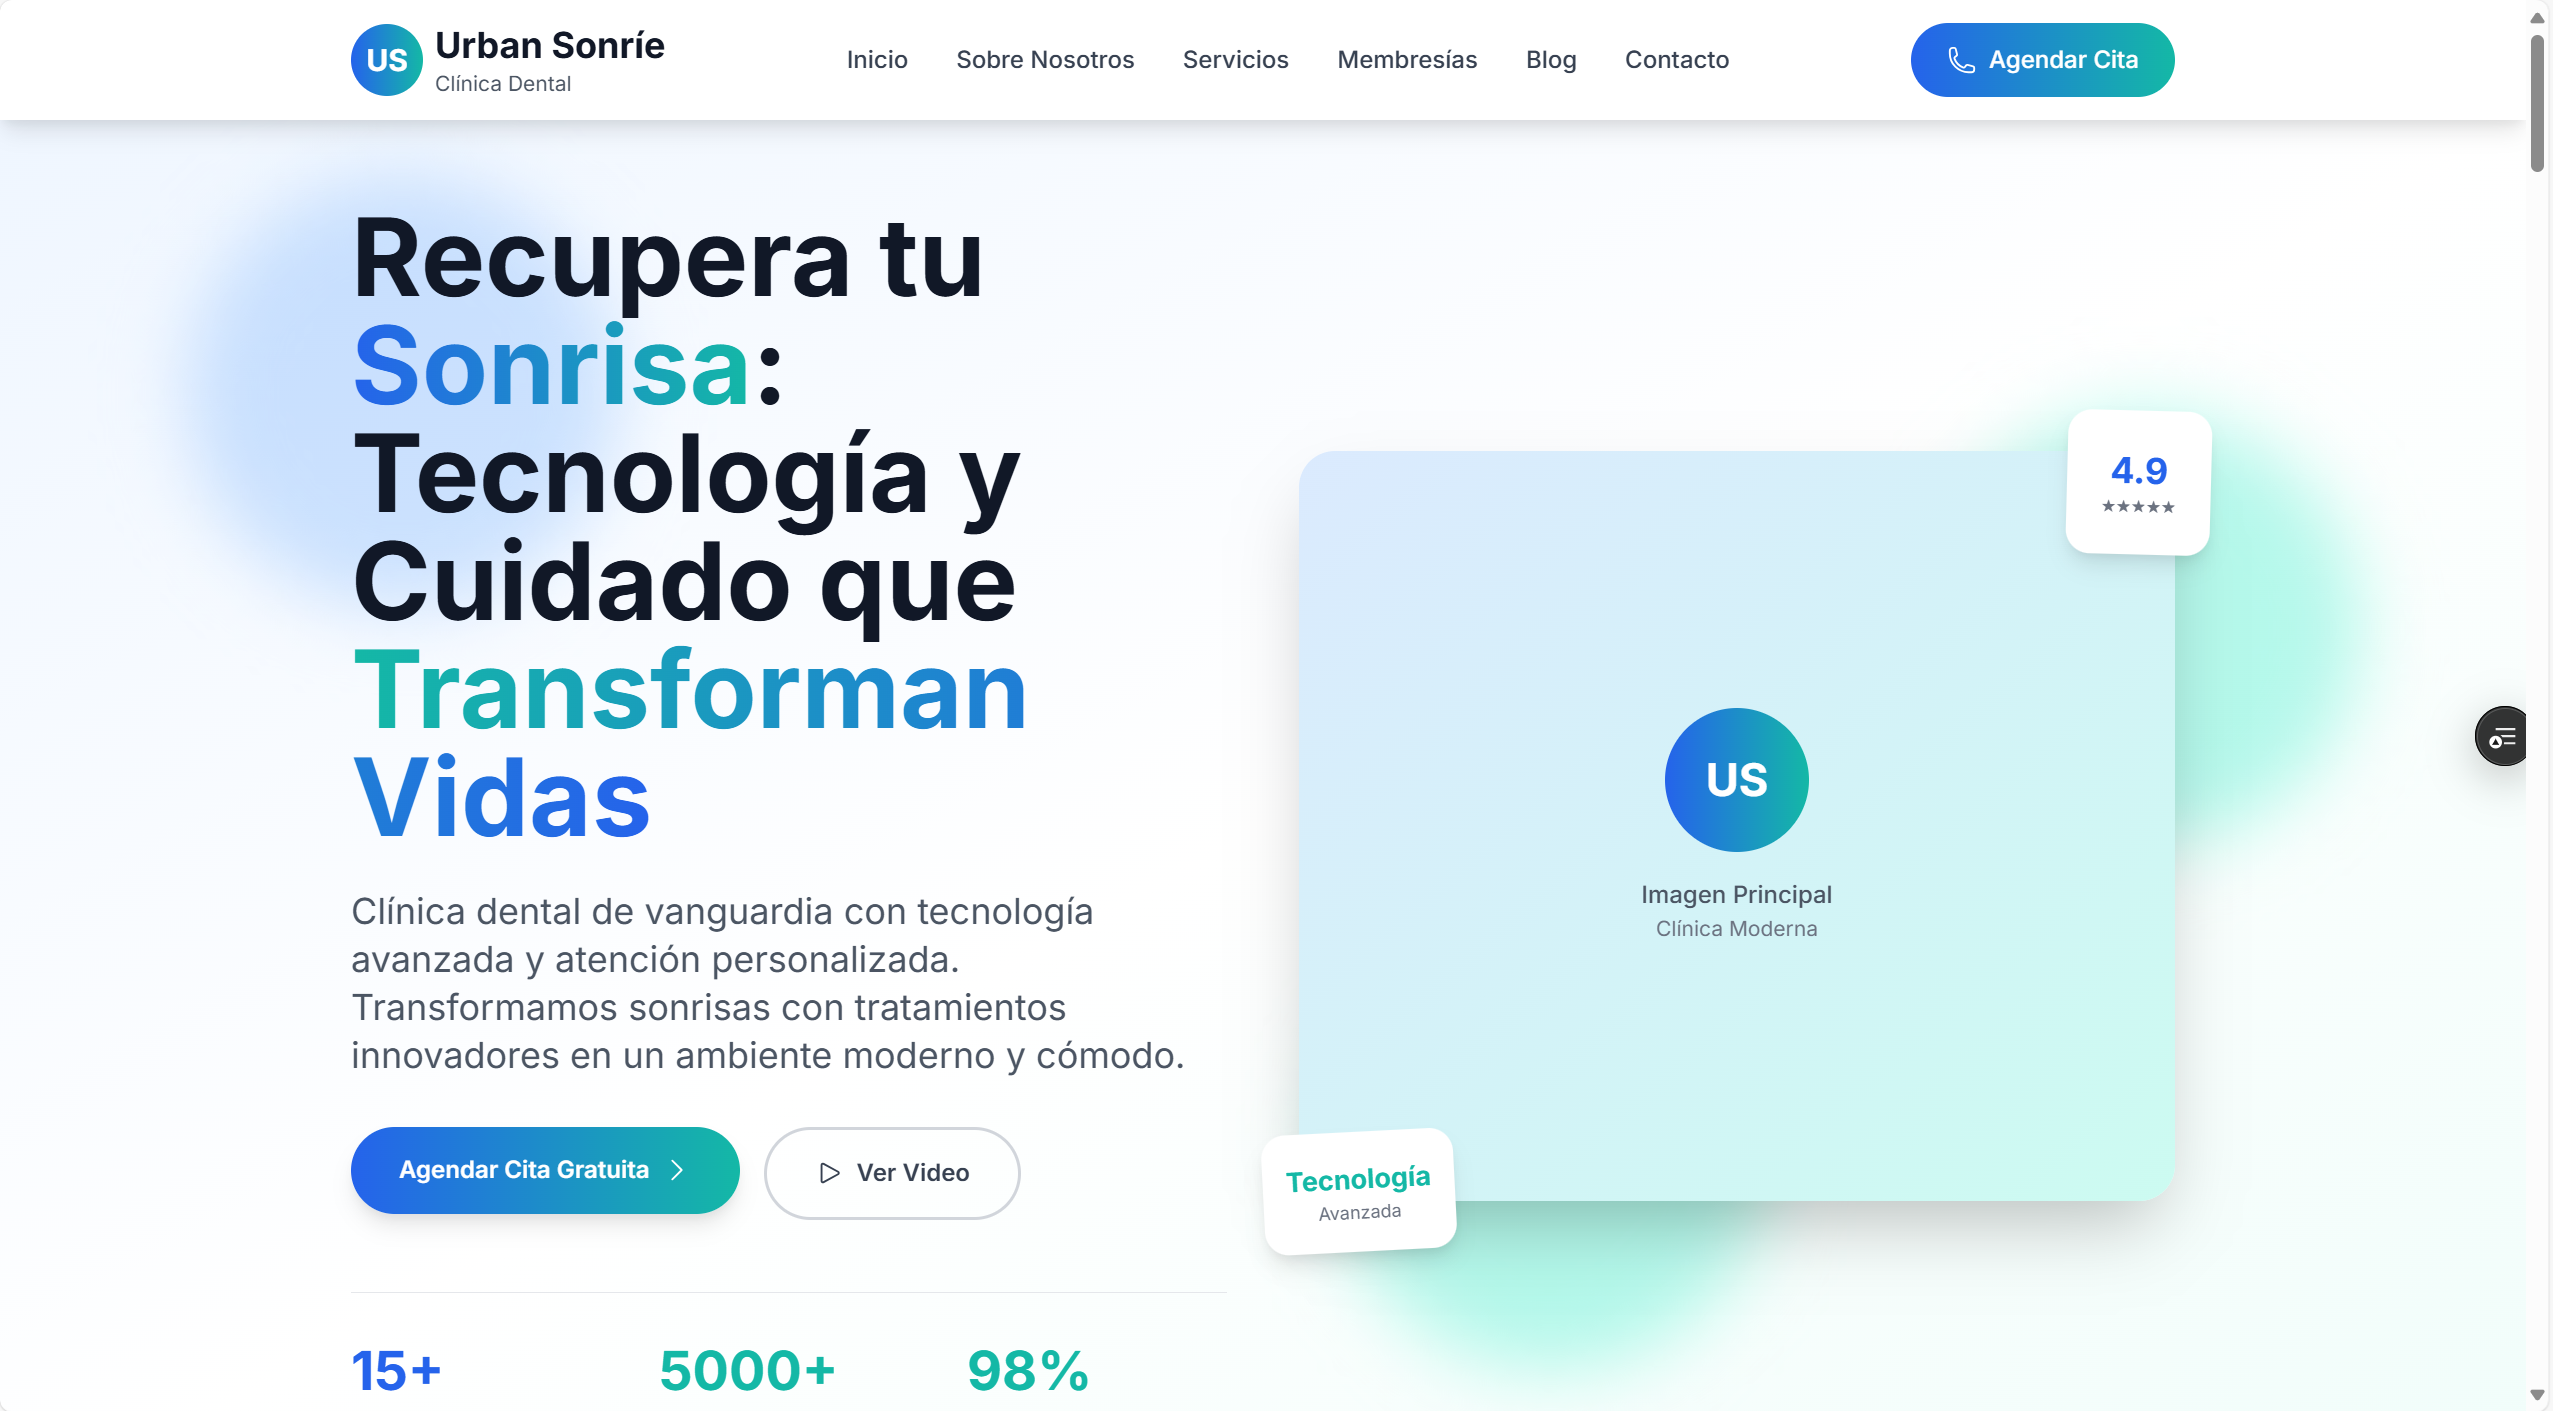 US
Urban Sonríe
Clínica Dental
Inicio
Sobre Nosotros
Servicios
Membresías
Blog
Contacto
Agendar Cita
Recupera tu
Sonrisa:
Tecnología y
Cuidado que
Transforman
Vidas
Clínica dental de vanguardia con tecnología
avanzada y atención personalizada.
Transformamos sonrisas con tratamientos
innovadores en un ambiente moderno y cómodo.
Agendar Cita Gratuita
Ver Video
15+
5000+
98%
4.9
★★★★★
US
Imagen Principal
Clínica Moderna
Tecnología
Avanzada